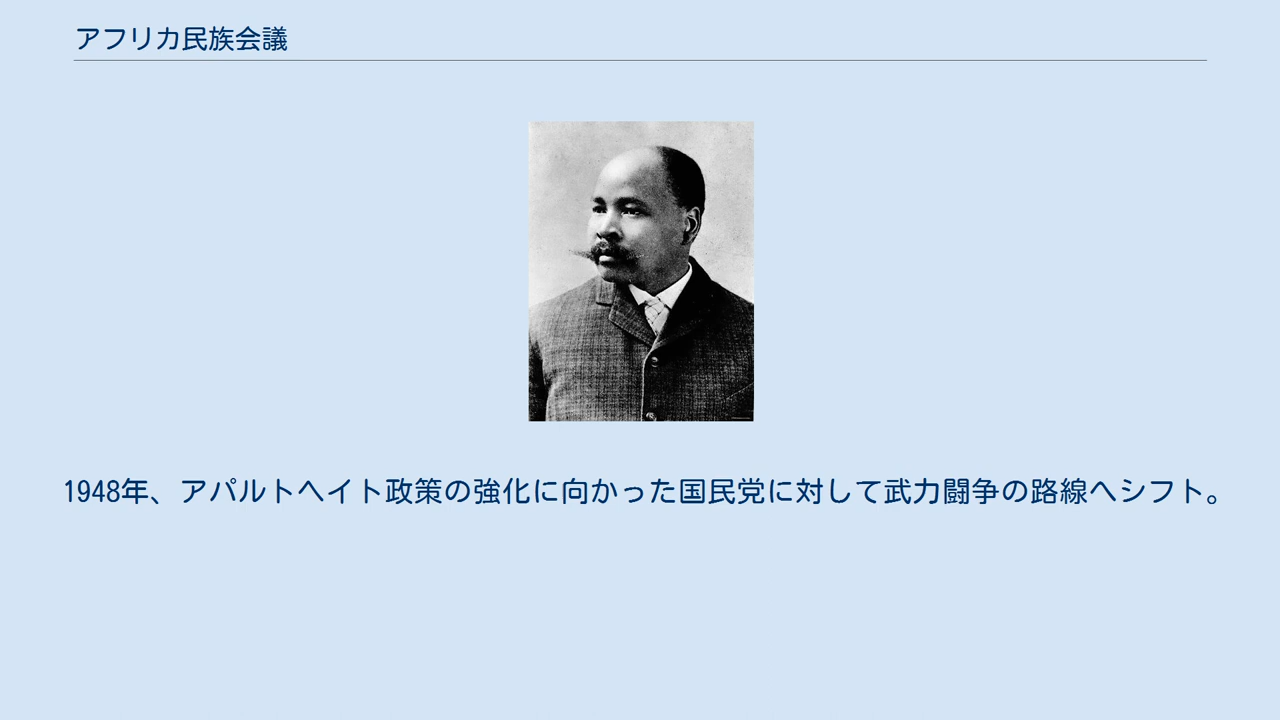 アフリカ民族会議
1948年、アパルトヘイト政策の強化に向かった国民党に対して武力闘争の路線へシフト。